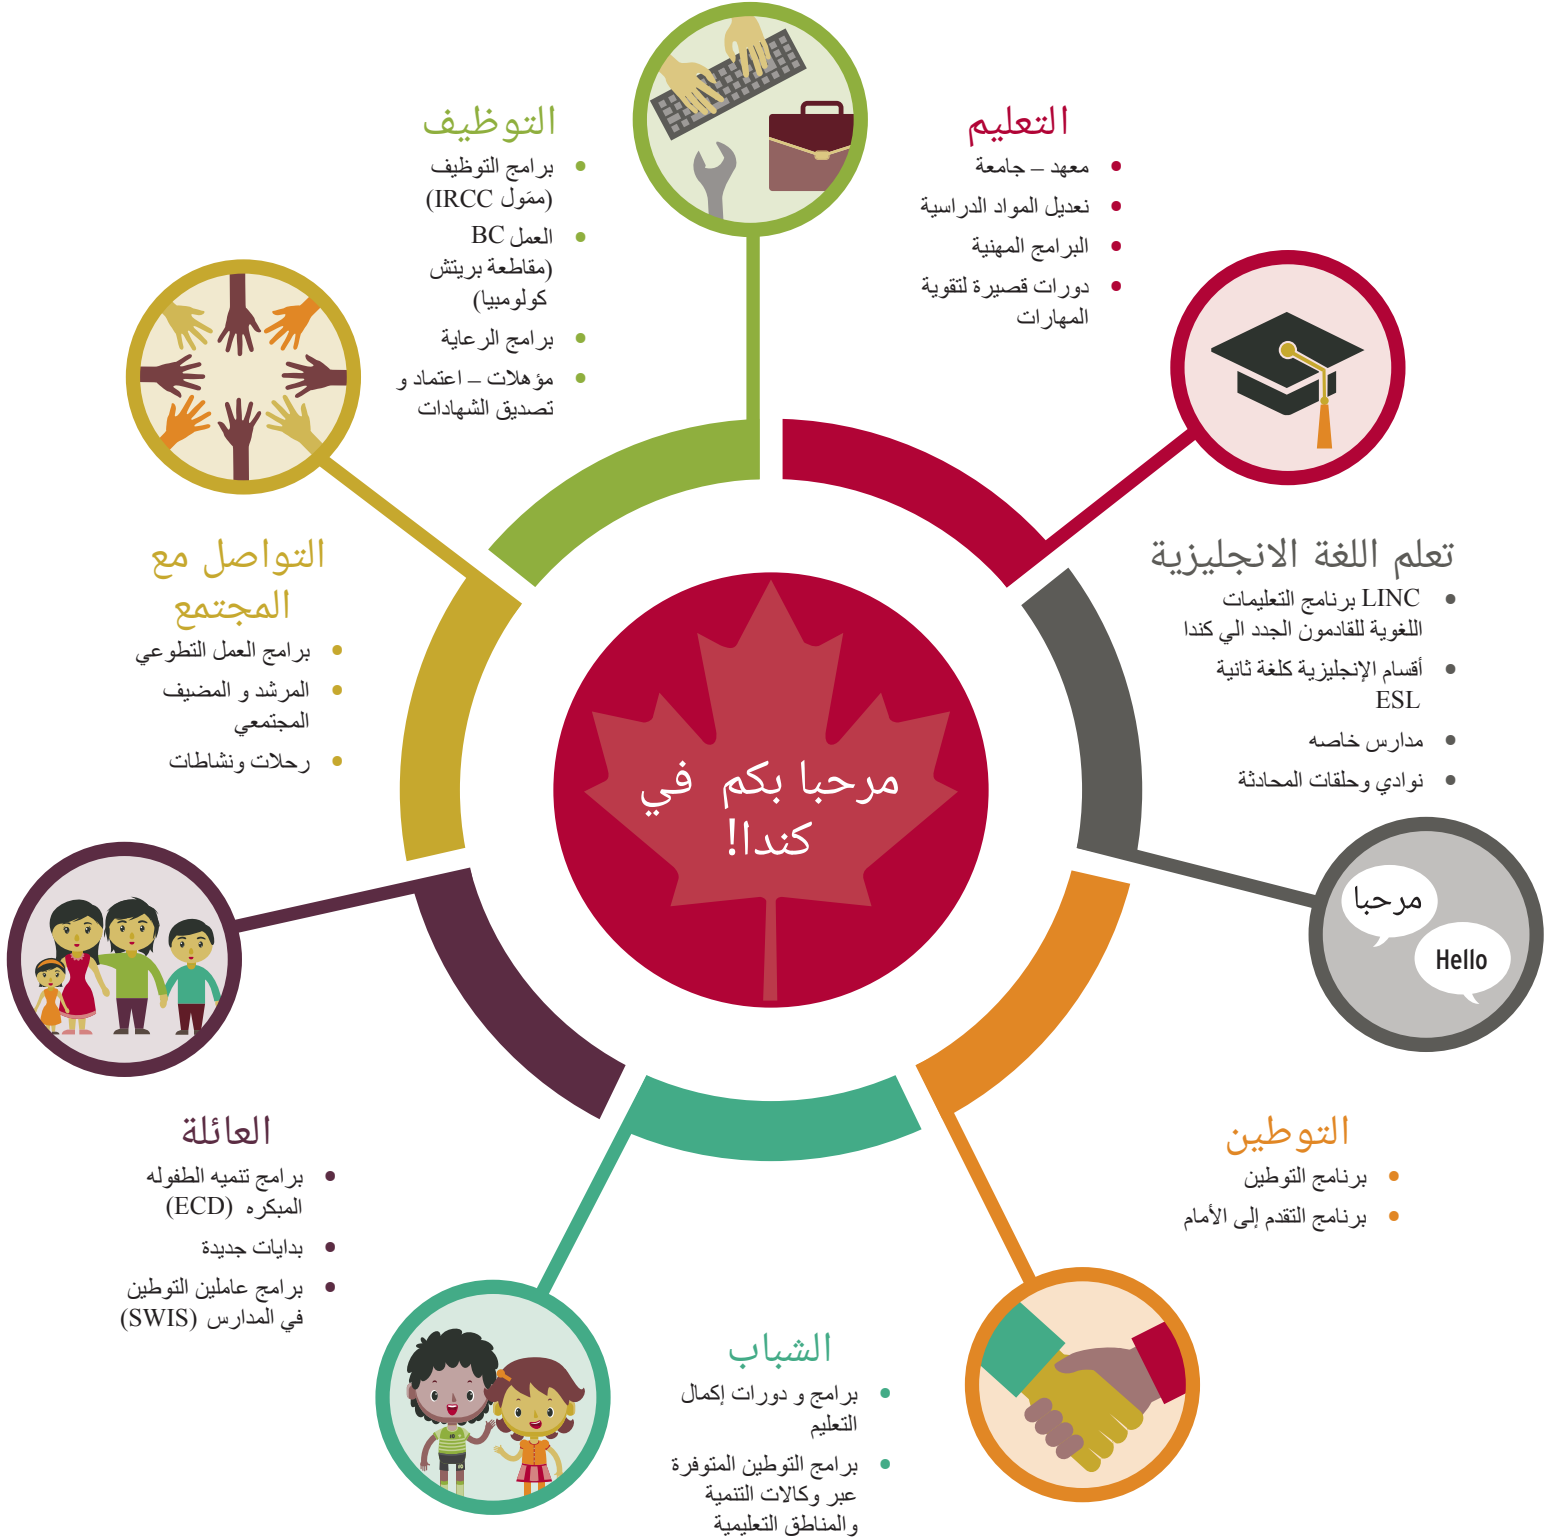 مرحبا بكم في
كندا!
التعليم
معهد – جامعة
نعديل المواد الدراسية
البرامج المهنية
دورات قصيرة لتقوية
المهارات
تعلم اللغة الانجليزية
LINC برنامج التعليمات
اللغوية للقادمون الجدد الي كندا
أقسام الإنجليزية كلغة ثانية
ESL
مدارس خاصه
نوادي وحلقات المحادثة
مرحبا
Hello
التوطين
برنامج التوطين
برنامج التقدم إلى الأمام
الشباب
برامج و دورات إكمال
التعليم
برامج التوطين المتوفرة
عبر وكالات التنمية
والمناطق التعليمية
العائلة
برامج تنميه الطفوله
المبكره (ECD)
بدايات جديدة
برامج عاملين التوطين
في المدارس (SWIS)
التواصل مع
المجتمع
برامج العمل التطوعي
المرشد و المضيف
المجتمعي
رحلات ونشاطات
التوظيف
برامج التوظيف
(ممَول IRCC)
العمل BC
(مقاطعة بريتش
كولومبيا)
برامج الرعاية
مؤهلات – اعتماد و
تصديق الشهادات